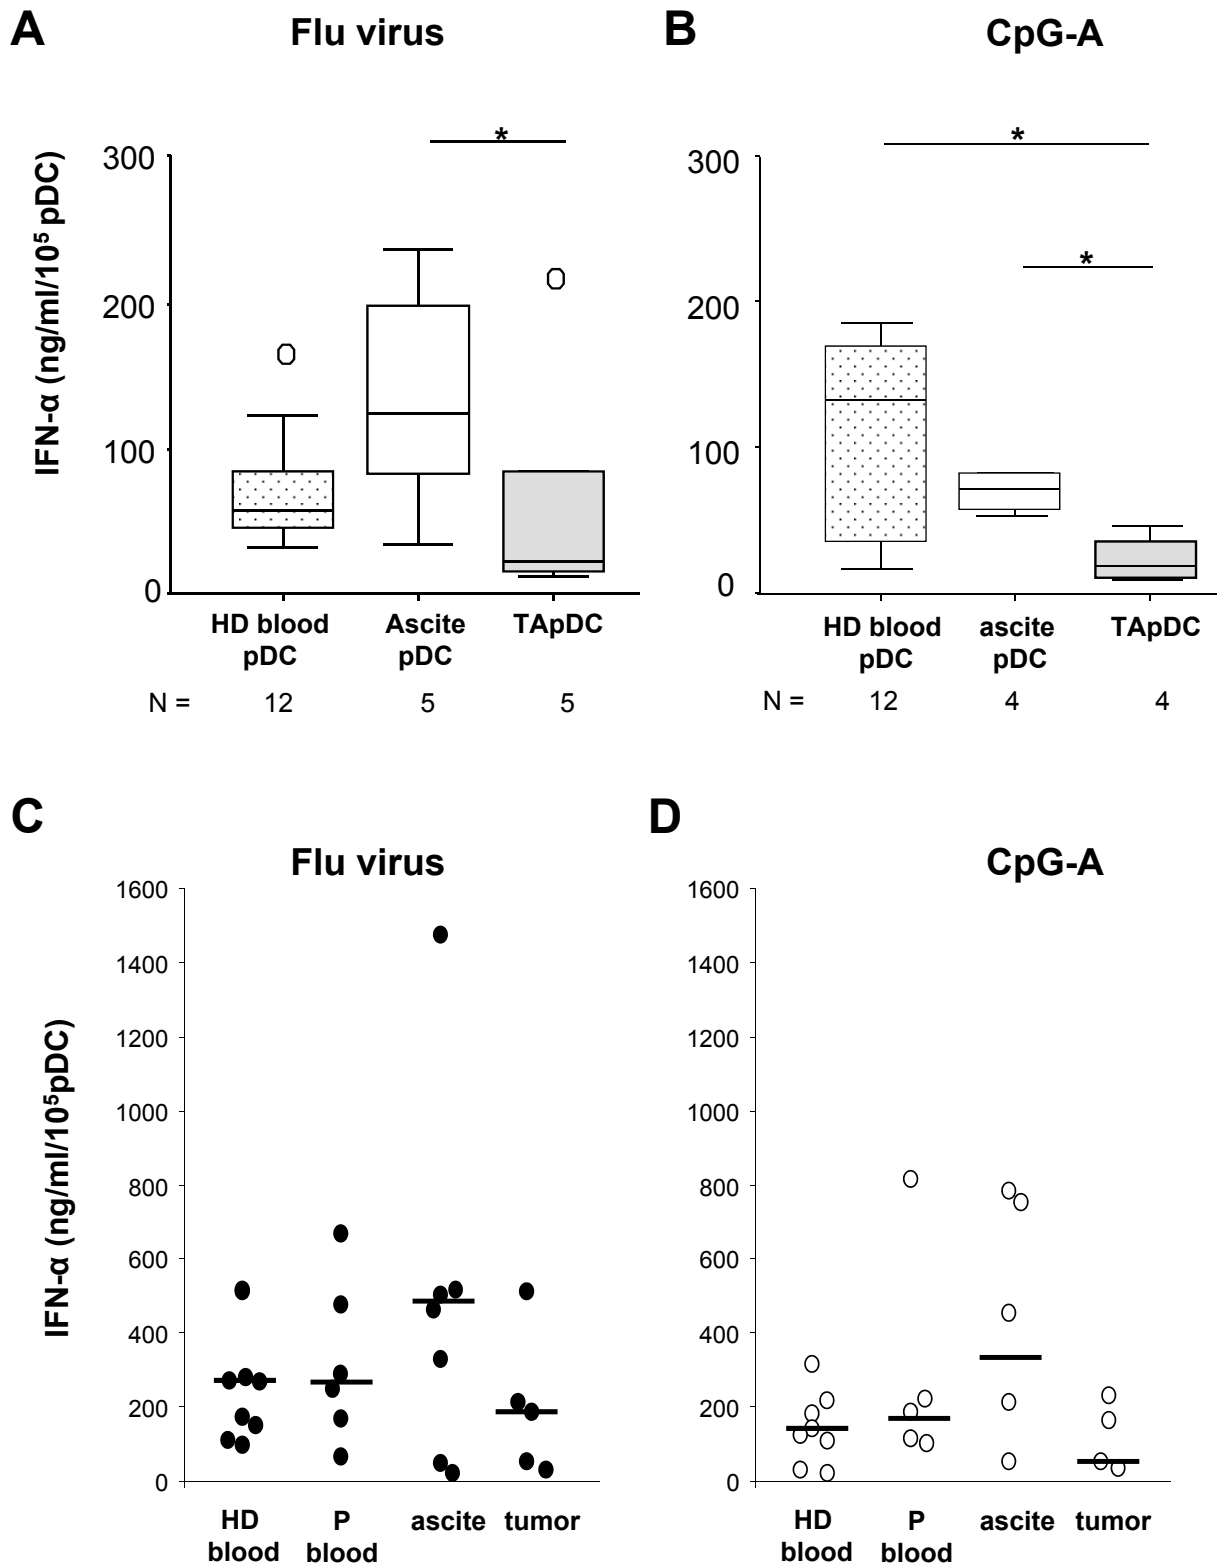 A
Flu virus
B
CpG-A
*
*
*
IFN-α (ng/ml/10⁵ pDC)
300
200
100
0
HD blood pDC
Ascite pDC
TApDC
N = 12 5 5
300
200
100
0
HD blood pDC
ascite pDC
TApDC
N = 12 4 4
C
Flu virus
D
CpG-A
IFN-α (ng/ml/10⁵pDC)
1600
1400
1200
1000
800
600
400
200
0
HD blood
P blood
ascite
tumor
1600
1400
1200
1000
800
600
400
200
0
HD blood
P blood
ascite
tumor